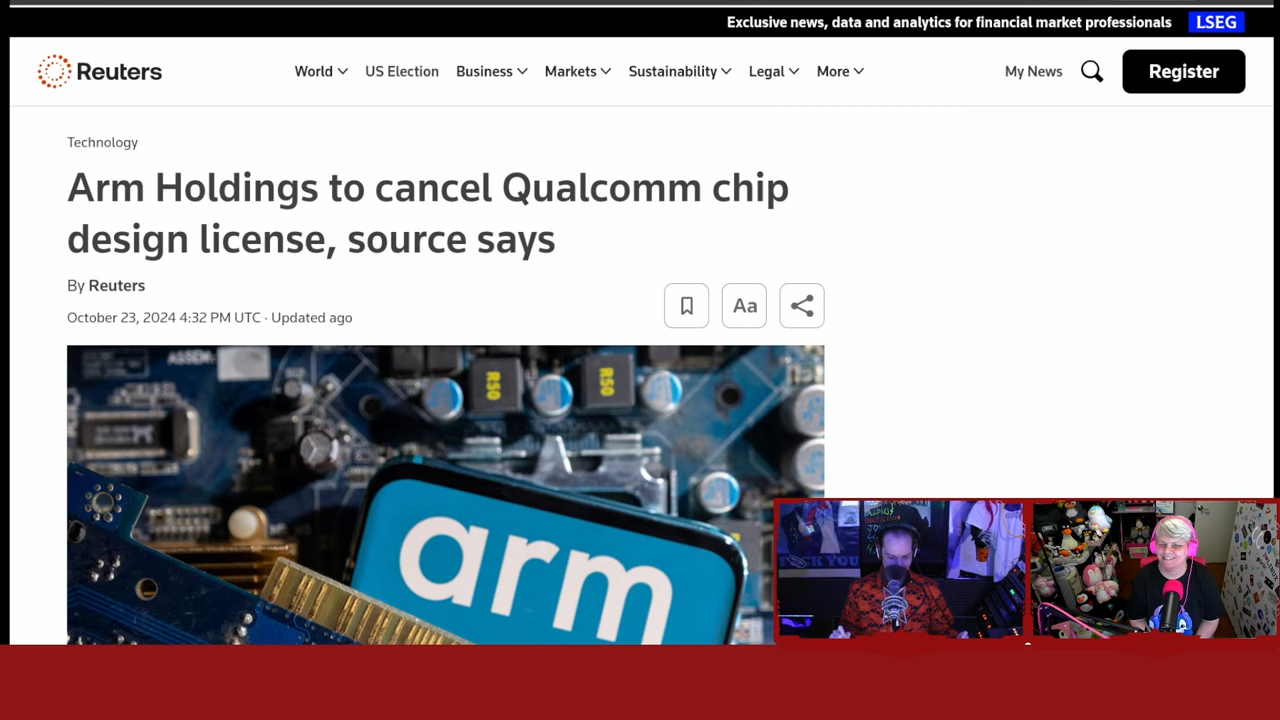 Exclusive news, data and analytics for financial market professionals LSEG
Reuters World US Election Business Markets Sustainability Legal More My News Register
Technology
Arm Holdings to cancel Qualcomm chip
design license, source says
By Reuters
October 23, 2024 4:32 PM UTC · Updated ago
Aa
R50 R50
arm